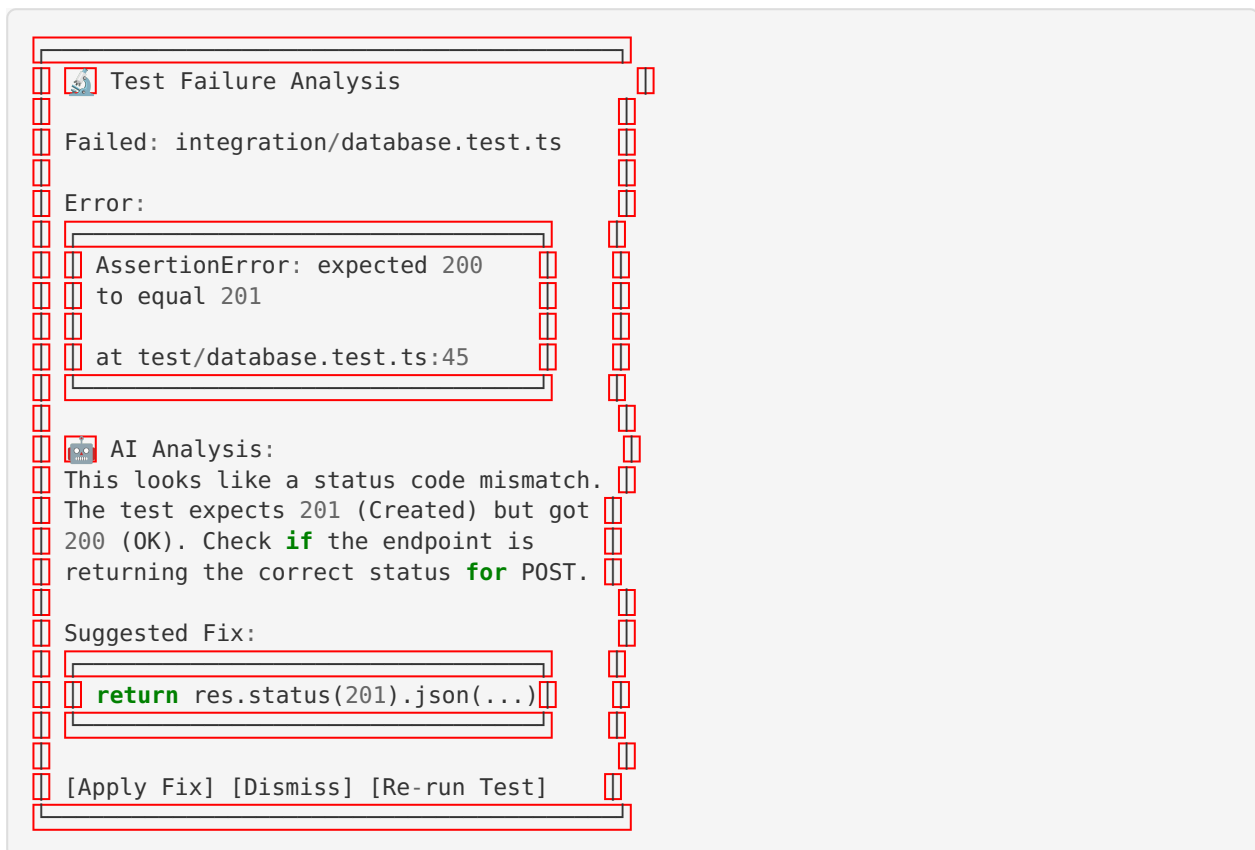 ┌─────────────────────────────────────────┐
│ 🔬 Test Failure Analysis                 │
│                                         │
│ Failed: integration/database.test.ts    │
│                                         │
│ Error:                                  │
│ ┌─────────────────────────────────┐     │
│ │ AssertionError: expected 200    │     │
│ │ to equal 201                    │     │
│ │                                 │     │
│ │ at test/database.test.ts:45     │     │
│ └─────────────────────────────────┘     │
│                                         │
│ 🤖 AI Analysis:                         │
│ This looks like a status code mismatch. │
│ The test expects 201 (Created) but got │
│ 200 (OK). Check if the endpoint is     │
│ returning the correct status for POST. │
│                                         │
│ Suggested Fix:                          │
│ ┌─────────────────────────────────┐     │
│ │ return res.status(201).json(...)│     │
│ └─────────────────────────────────┘     │
│                                         │
│ [Apply Fix] [Dismiss] [Re-run Test]    │
└─────────────────────────────────────────┘